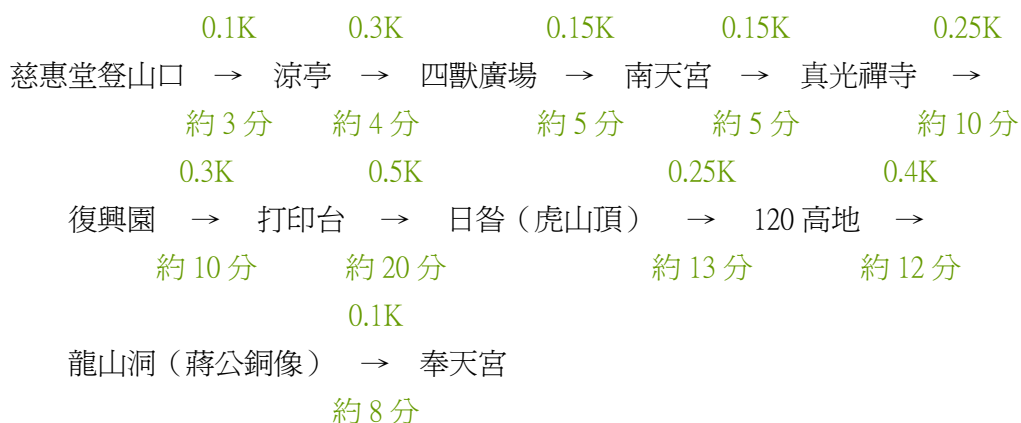 0.1K 0.3K 0.15K 0.15K 0.25K
慈惠堂登山口 → 涼亭 → 四獸廣場 → 南天宮 → 真光禪寺 →
約 3 分 約 4 分 約 5 分 約 5 分 約 10 分
0.3K 0.5K 0.25K 0.4K
復興園 → 打印台 → 日昝（虎山頂） → 120 高地 →
約 10 分 約 20 分 約 13 分 約 12 分
0.1K
龍山洞（蔣公銅像） → 奉天宮
約 8 分